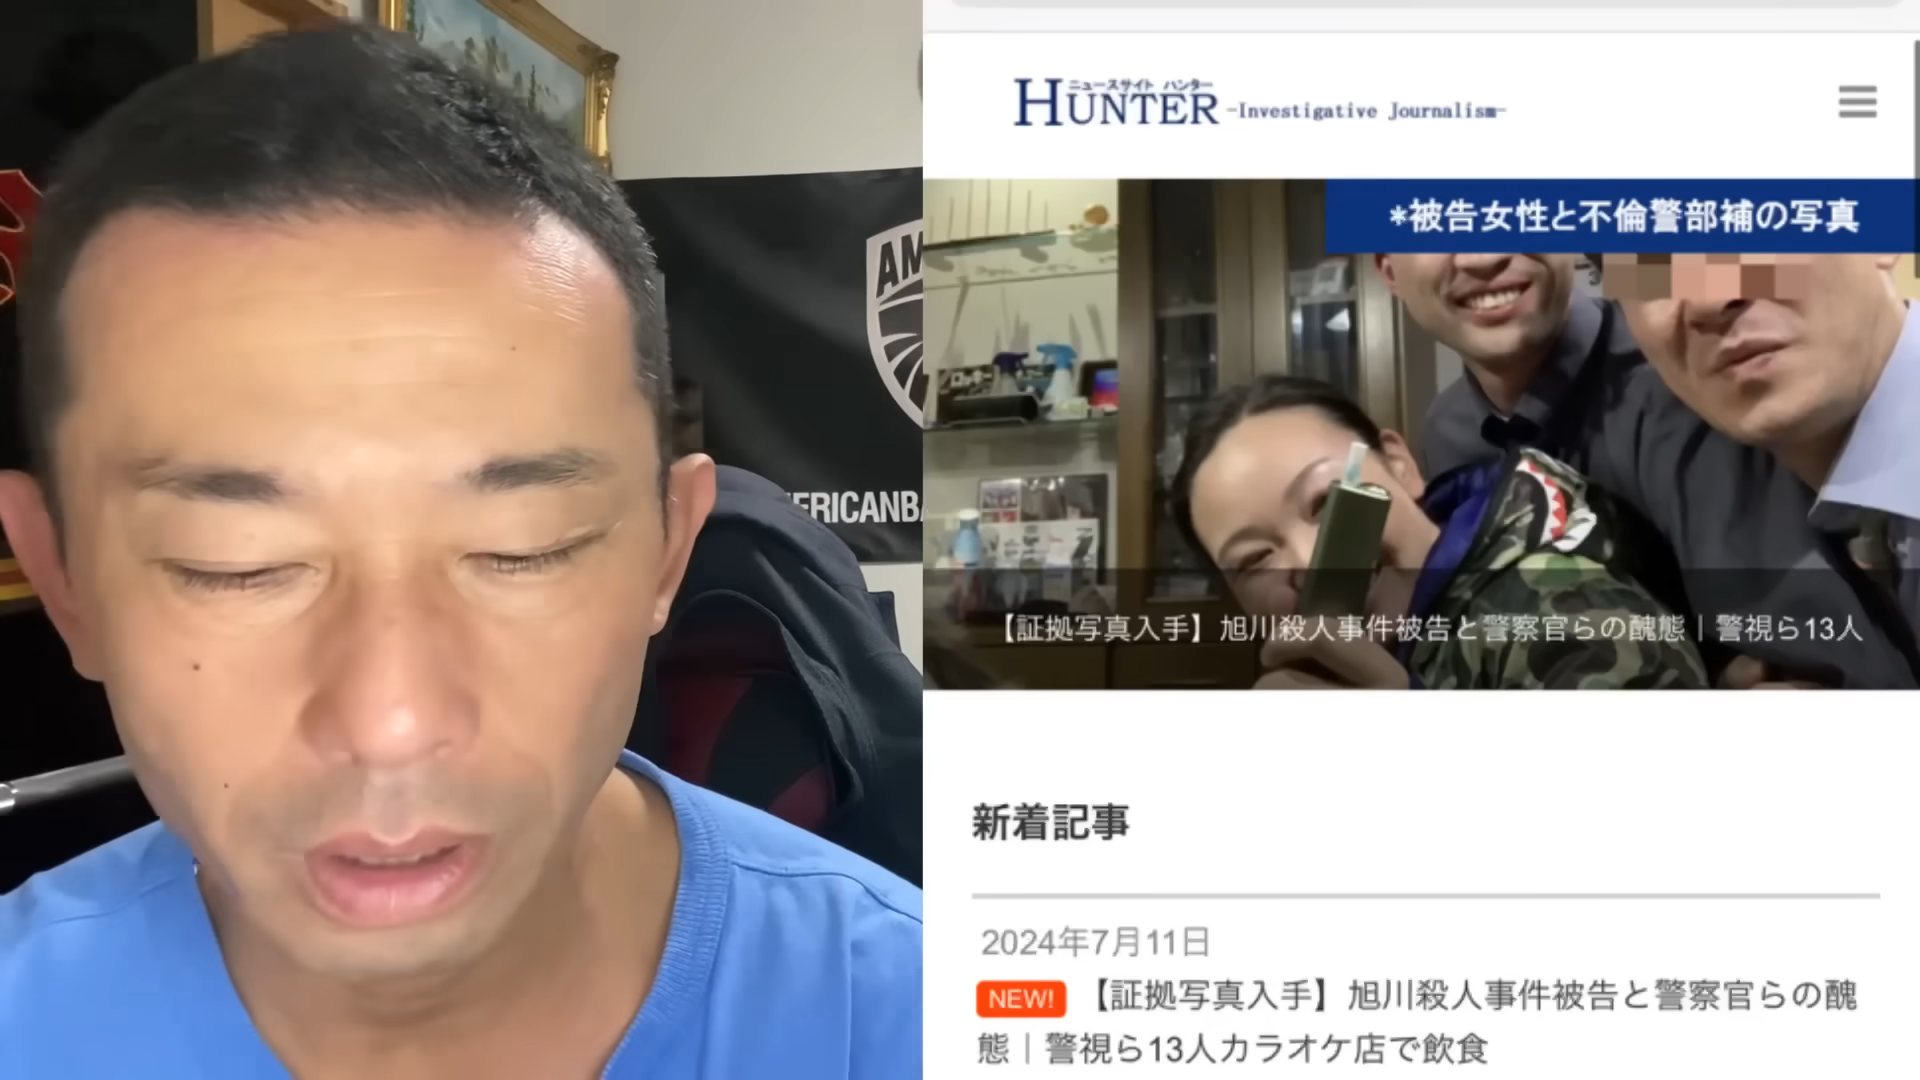 AM
ERICANBA
ニュースサイト ハンター
HUNTER -Investigative Journalism-
*被告女性と不倫警部補の写真
【証拠写真入手】旭川殺人事件被告と警察官らの醜態｜警視ら13人
新着記事
2024年7月11日
NEW! 【証拠写真入手】旭川殺人事件被告と警察官らの醜
態｜警視ら13人カラオケ店で飲食